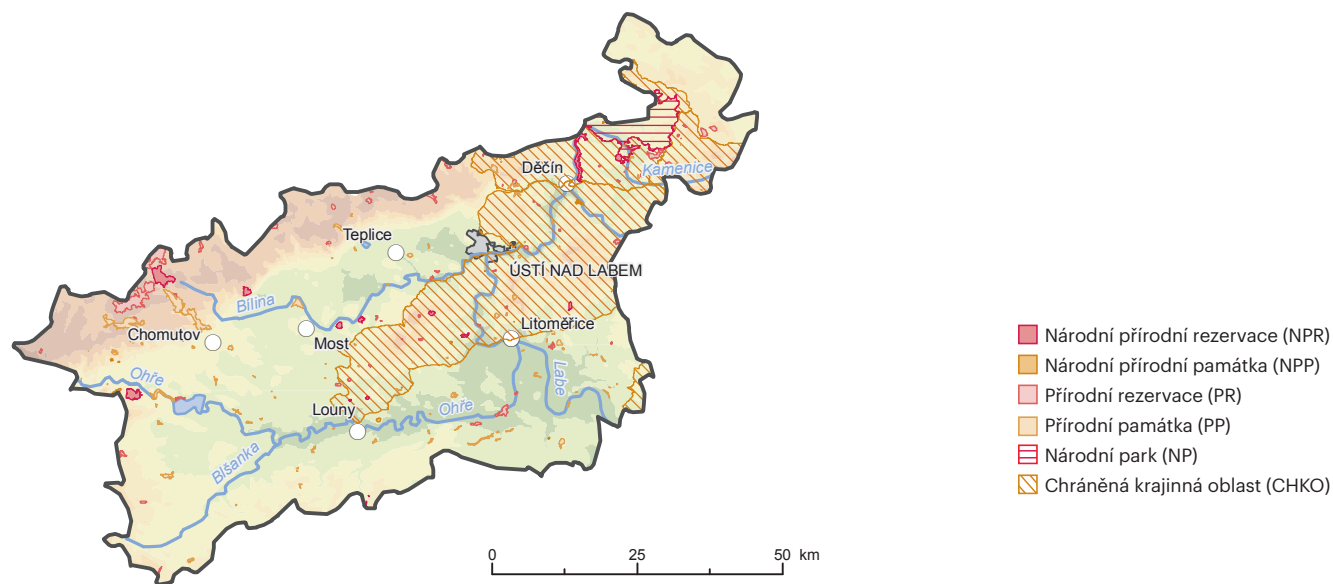 Děčín
Kamenice
Teplice
ÚSTÍ NAD LABEM
Bílina
Chomutov
Most
Litoměřice
Ohře
Labe
Louny
Ohře
Blšanka
Národní přírodní rezervace (NPR)
Národní přírodní památka (NPP)
Přírodní rezervace (PR)
Přírodní památka (PP)
Národní park (NP)
Chráněná krajinná oblast (CHKO)
0 25 50 km